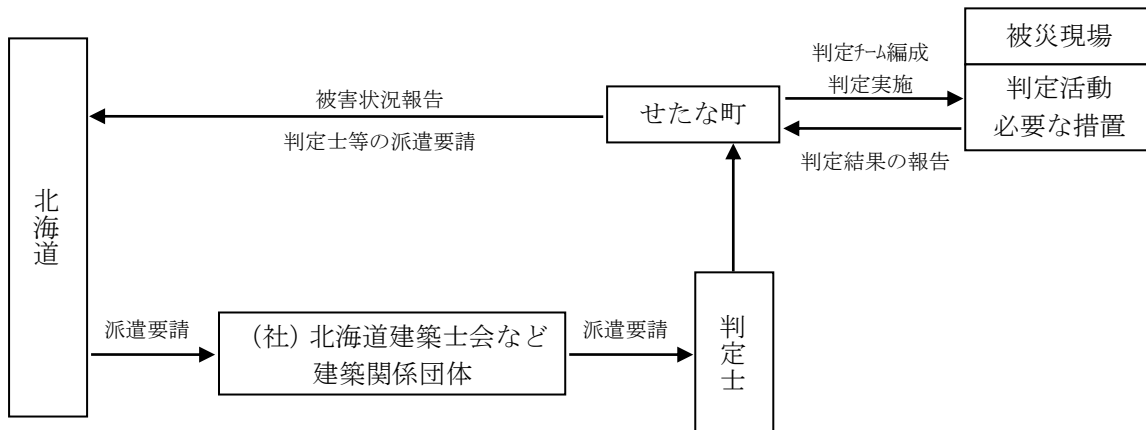 被災現場
判定ﾁｰﾑ編成
判定実施
判定活動
必要な措置
被害状況報告
せたな町
判定士等の派遣要請
判定結果の報告
北海道
派遣要請
(社)北海道建築士会など
建築関係団体
派遣要請
判定士